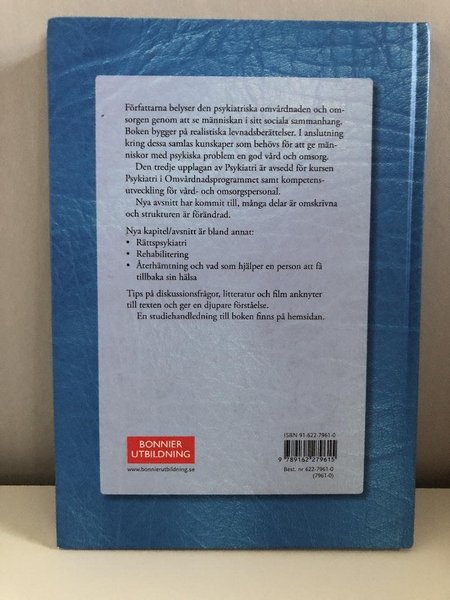 Författarna belyser den psykiatriska omvårdnaden och om-
sorgen genom att se människan i sitt sociala sammanhang.
Boken bygger på realistiska levnadsberättelser. I anslutning
kring dessa samlas kunskaper som behövs för att ge män-
niskor med psykiska problem en god vård och omsorg.
Den tredje upplagan av Psykiatri är avsedd för kursen
Psykiatri i Omvårdnadsprogrammet samt kompetens-
utveckling för vård- och omsorgspersonal.
Nya avsnitt har kommit till, många delar är omskrivna
och strukturen är förändrad.
Nya kapitel/avsnitt är bland annat:
• Rättspsykiatri
• Rehabilitering
• Återhämtning och vad som hjälper en person att få
tillbaka sin hälsa
Tips på diskussionsfrågor, litteratur och film anknyter
till texten och ger en djupare förståelse.
En studiehandledning till boken finns på hemsidan.
BONNIER
UTBILDNING
www.bonnierutbildning.se
ISBN 91-622-7961-0
9 789162 279615
Best. nr 622-7961-0
(7961-0)